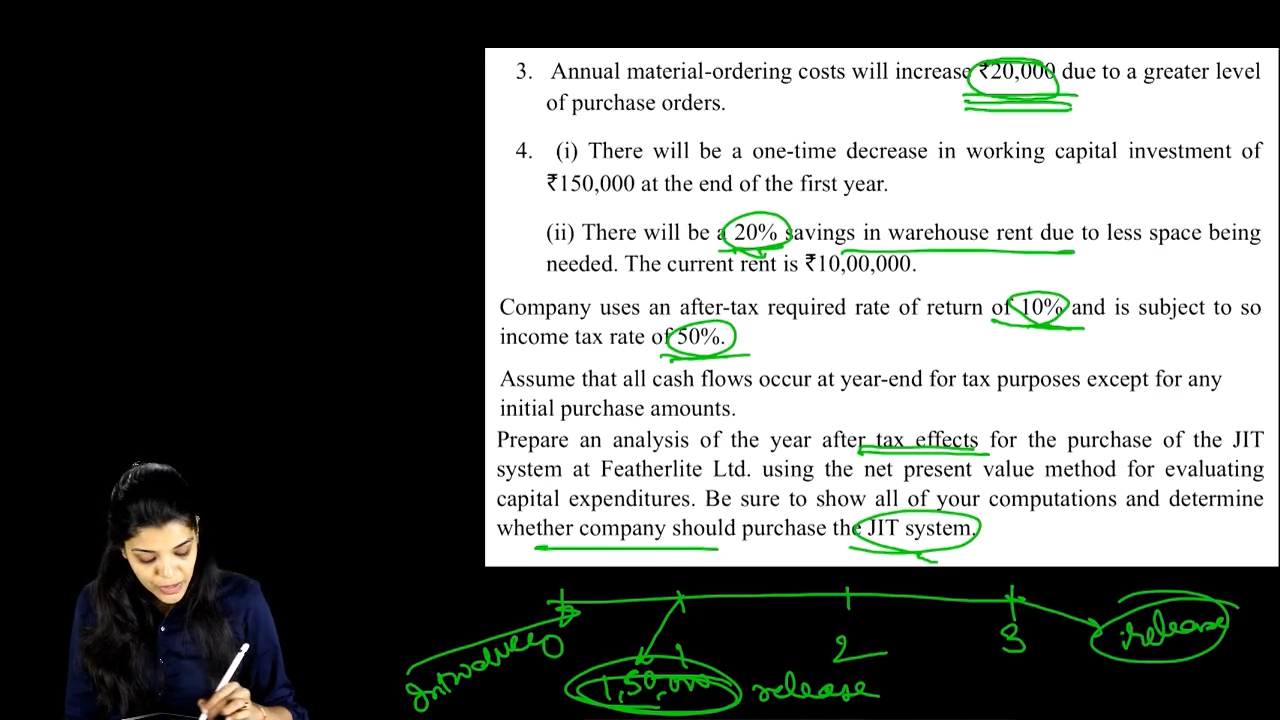 3. Annual material-ordering costs will increase ₹20,000 due to a greater level
of purchase orders.
4. (i) There will be a one-time decrease in working capital investment of
₹150,000 at the end of the first year.
(ii) There will be a 20% savings in warehouse rent due to less space being
needed. The current rent is ₹10,00,000.
Company uses an after-tax required rate of return of 10% and is subject to so
income tax rate of 50%.
Assume that all cash flows occur at year-end for tax purposes except for any
initial purchase amounts.
Prepare an analysis of the year after tax effects for the purchase of the JIT
system at Featherlite Ltd. using the net present value method for evaluating
capital expenditures. Be sure to show all of your computations and determine
whether company should purchase the JIT system.
0 1 2 3
release
1,50,000 release